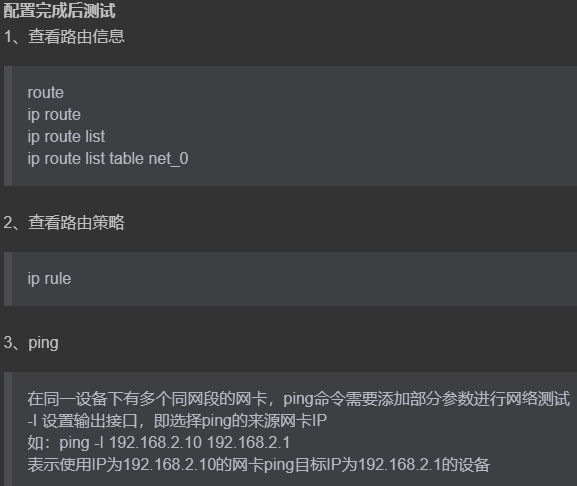 配置完成后测试
1、查看路由信息
route
ip route
ip route list
ip route list table net_0
2、查看路由策略
ip rule
3、ping
在同一设备下有多个同网段的网卡，ping命令需要添加部分参数进行网络测试
-I 设置输出接口，即选择ping的来源网卡IP
如：ping -I 192.168.2.10 192.168.2.1
表示使用IP为192.168.2.10的网卡ping目标IP为192.168.2.1的设备